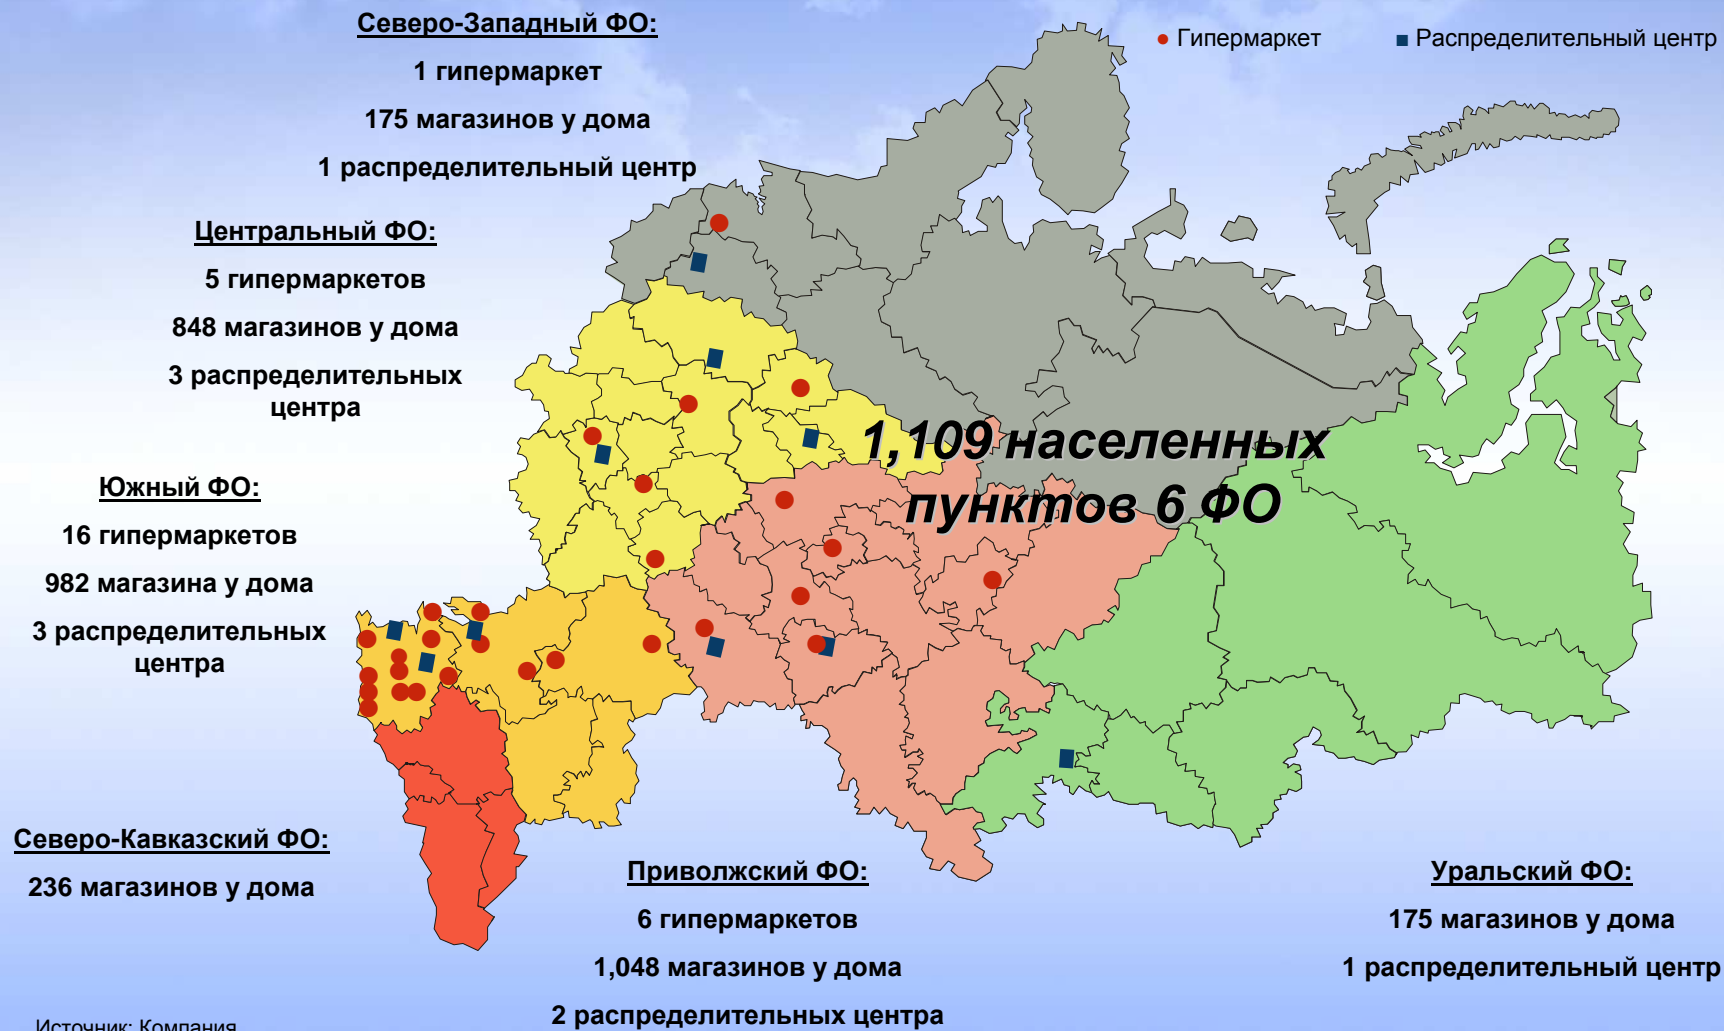 Северо-Западный ФО:
1 гипермаркет
175 магазинов у дома
1 распределительный центр
Гипермаркет
Распределительный центр
Центральный ФО:
5 гипермаркетов
848 магазинов у дома
3 распределительных
центра
1,109 населенных
пунктов 6 ФО
Южный ФО:
16 гипермаркетов
982 магазина у дома
3 распределительных
центра
Северо-Кавказский ФО:
236 магазинов у дома
Приволжский ФО:
6 гипермаркетов
1,048 магазинов у дома
2 распределительных центра
Уральский ФО:
175 магазинов у дома
1 распределительный центр
Источник: Компания